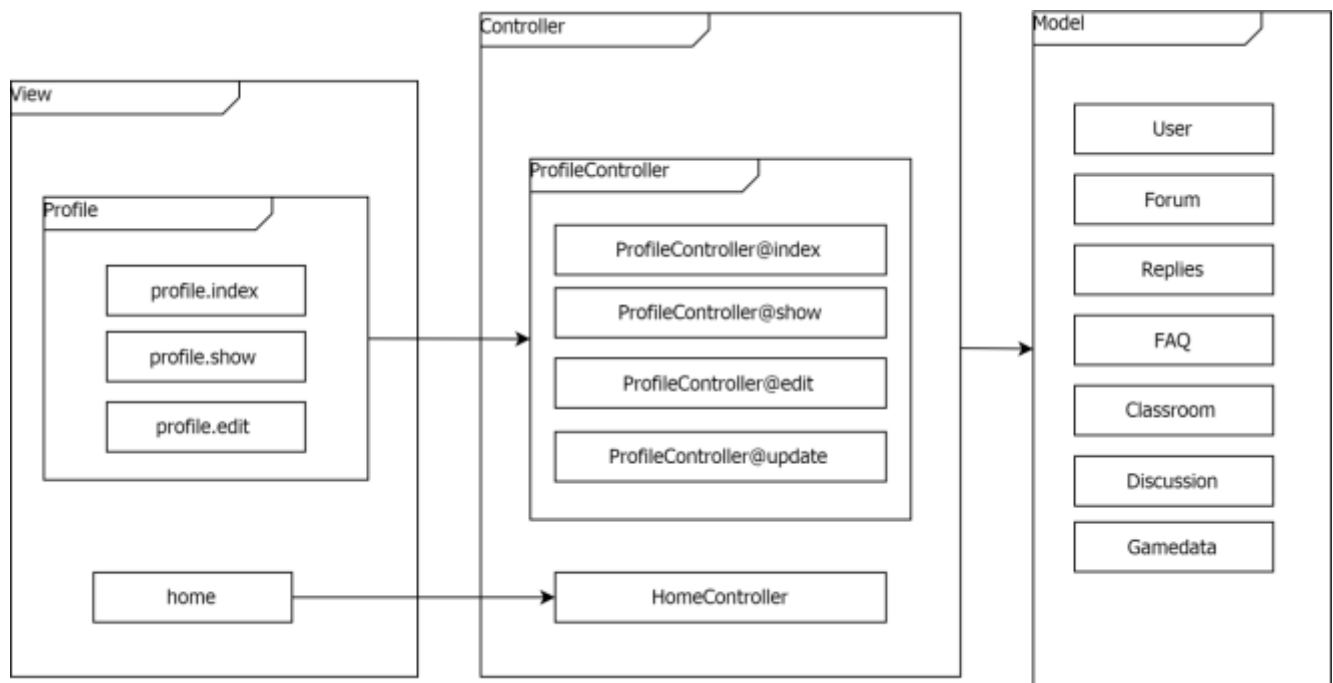 View
Profile
profile.index
profile.show
profile.edit
home
Controller
ProfileController
ProfileController@index
ProfileController@show
ProfileController@edit
ProfileController@update
HomeController
Model
User
Forum
Replies
FAQ
Classroom
Discussion
Gamedata